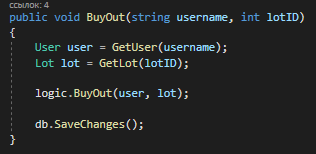 ссылок: 4
public void BuyOut(string username, int lotID)
{
User user = GetUser(username);
Lot lot = GetLot(lotID);
logic.BuyOut(user, lot);
db.SaveChanges();
}